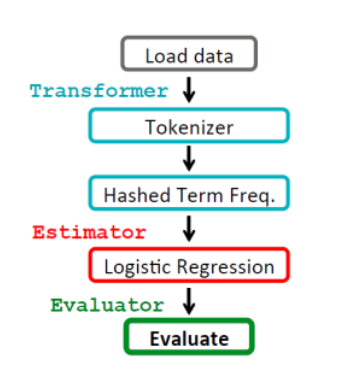 Load data
Transformer
Tokenizer
Hashed Term Freq.
Estimator
Logistic Regression
Evaluator
Evaluate